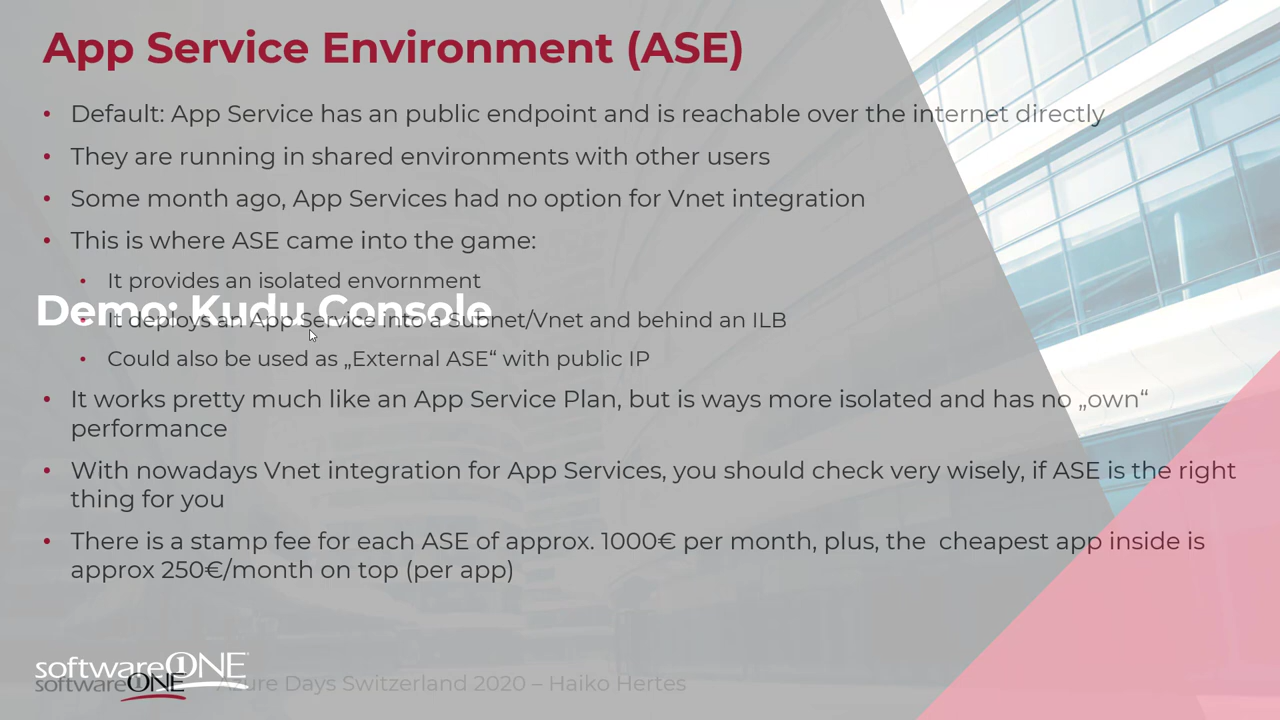 App Service Environment (ASE)
• Default: App Service has an public endpoint and is reachable over the internet directly
• They are running in shared environments with other users
• Some month ago, App Services had no option for Vnet integration
• This is where ASE came into the game:
• It provides an isolated envornment
Demo: Kudu Console
• It deploys an App Service into a Subnet/Vnet and behind an ILB
• Could also be used as „External ASE“ with public IP
• It works pretty much like an App Service Plan, but is ways more isolated and has no „own“
performance
• With nowadays Vnet integration for App Services, you should check very wisely, if ASE is the right
thing for you
• There is a stamp fee for each ASE of approx. 1000€ per month, plus, the cheapest app inside is
approx 250€/month on top (per app)
softwareONE
softwareONE Azure Days Switzerland 2020 – Haiko Hertes